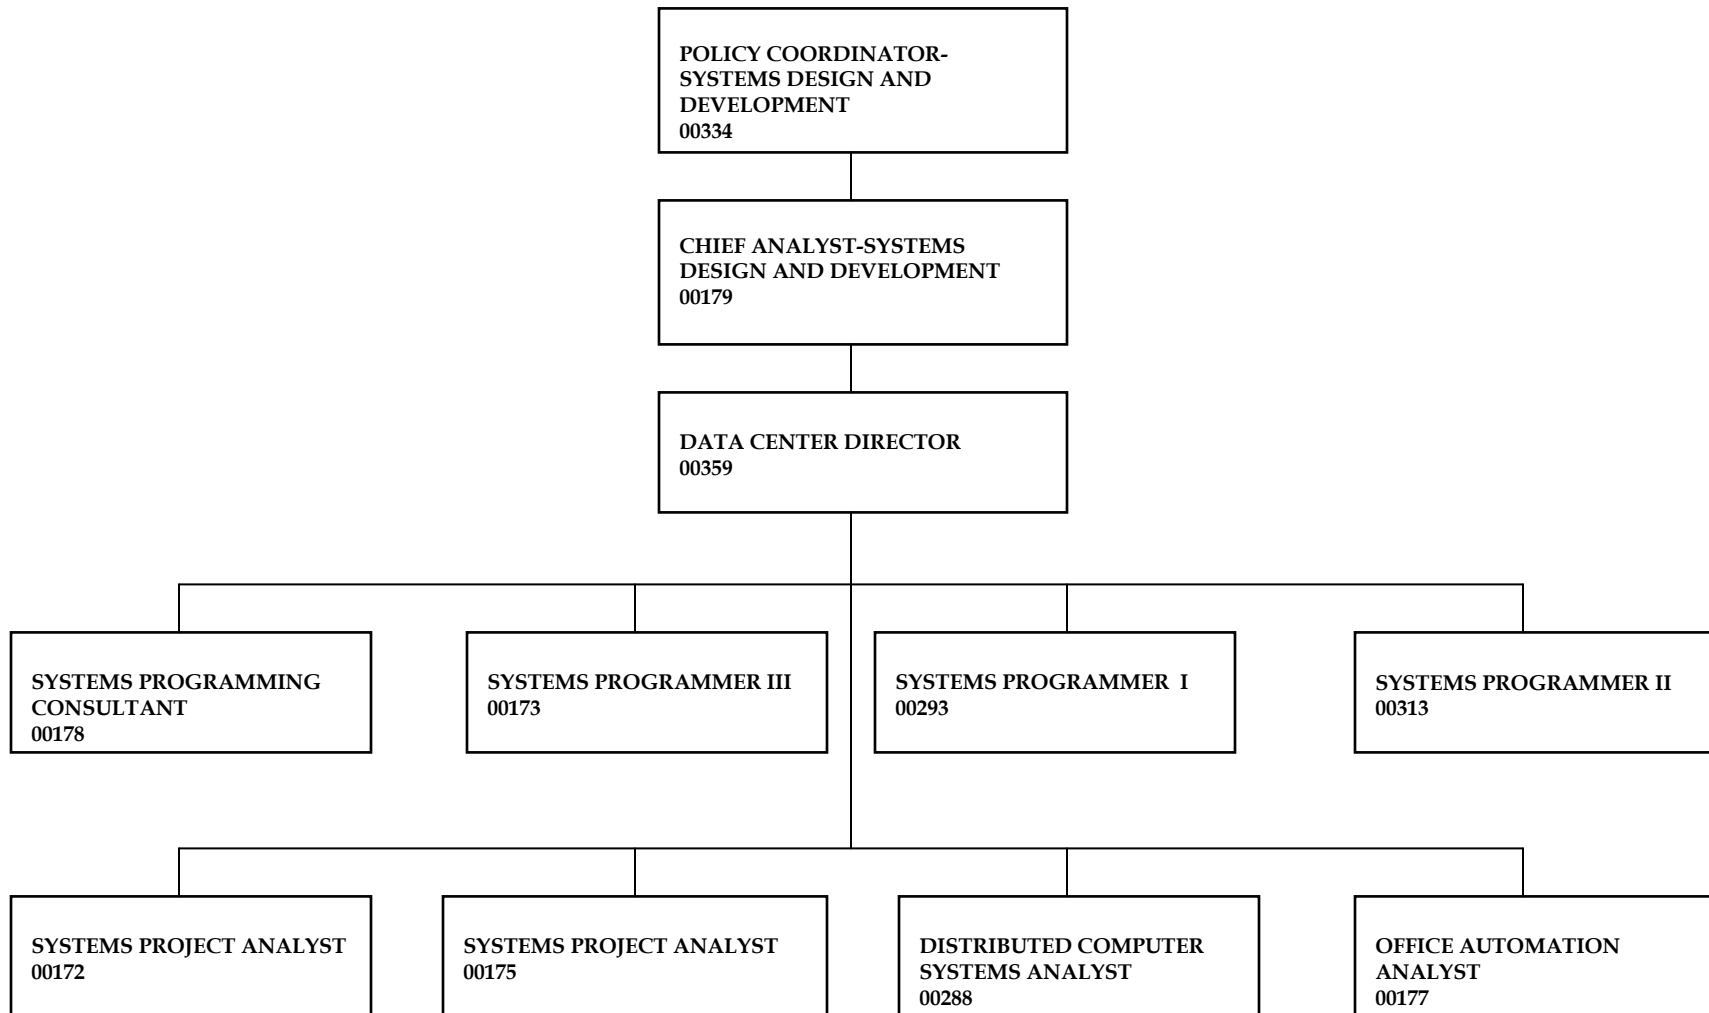 POLICY COORDINATOR-
SYSTEMS DESIGN AND
DEVELOPMENT
00334
CHIEF ANALYST-SYSTEMS
DESIGN AND DEVELOPMENT
00179
DATA CENTER DIRECTOR
00359
SYSTEMS PROGRAMMING
CONSULTANT
00178
SYSTEMS PROGRAMMER III
00173
SYSTEMS PROGRAMMER  I
00293
SYSTEMS PROGRAMMER II
00313
SYSTEMS PROJECT ANALYST
00172
SYSTEMS PROJECT ANALYST
00175
DISTRIBUTED COMPUTER
SYSTEMS ANALYST
00288
OFFICE AUTOMATION
ANALYST
00177